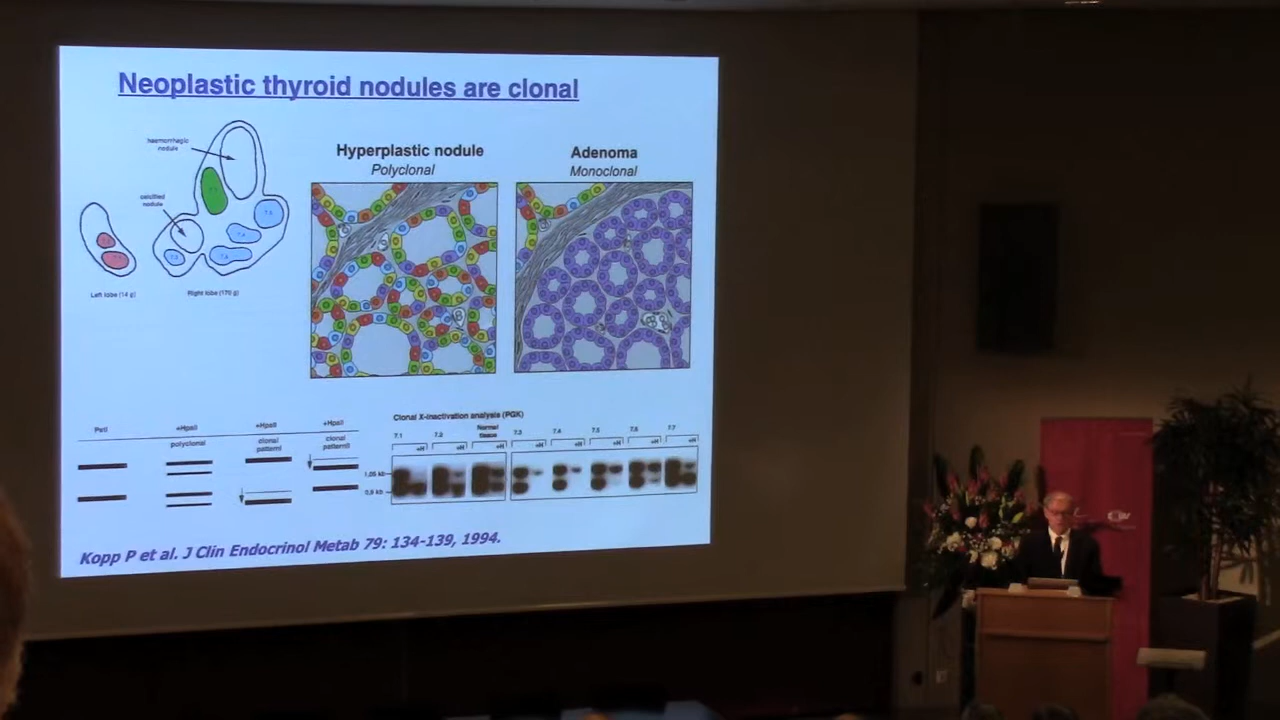 Neoplastic thyroid nodules are clonal
haemorrhagic
nodule
calcified
nodule
Left lobe (14 g)
Right lobe (170 g)
Hyperplastic nodule
Polyclonal
Adenoma
Monoclonal
+HpaII
+HpaII
+HpaII
polyclonal
clonal
pattern I
clonal
pattern II
Clonal X-inactivation analysis (PGK)
7.1
7.2
Normal
tissue
7.3
7.4
7.5
7.6
7.7
+H
+H
+H
+H
+H
+H
+H
+H
1,05 kb
0,9 kb
Kopp P et al. J Clin Endocrinol Metab 79: 134-139, 1994.